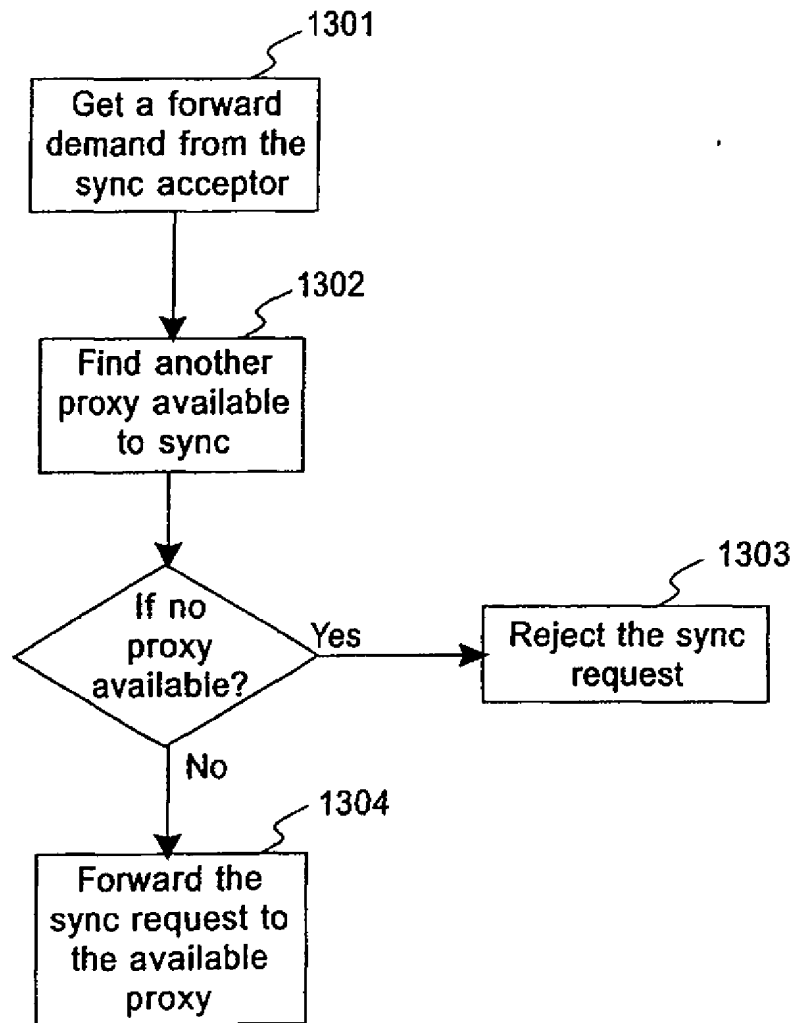 1301
Get a forward
demand from the
sync acceptor
1302
Find another
proxy available
to sync
If no
proxy
available?
Yes
1303
Reject the sync
request
No
1304
Forward the
sync request to
the available
proxy